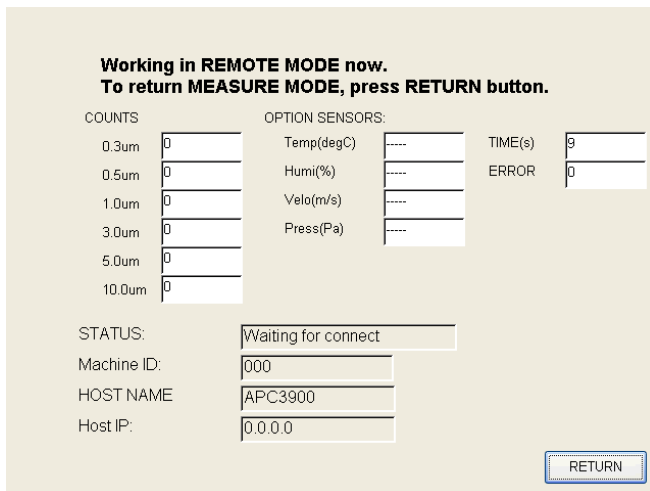 Working in REMOTE MODE now.
To return MEASURE MODE, press RETURN button.
COUNTS OPTION SENSORS:
0.3um 0 Temp(degC) ----- TIME(s) 9
0.5um 0 Humi(%) ----- ERROR 0
1.0um 0 Velo(m/s) -----
3.0um 0 Press(Pa) -----
5.0um 0
10.0um 0
STATUS: Waiting for connect
Machine ID: 000
HOST NAME APC3900
Host IP: 0.0.0.0
RETURN